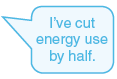 I’ve cut
energy use
by half.